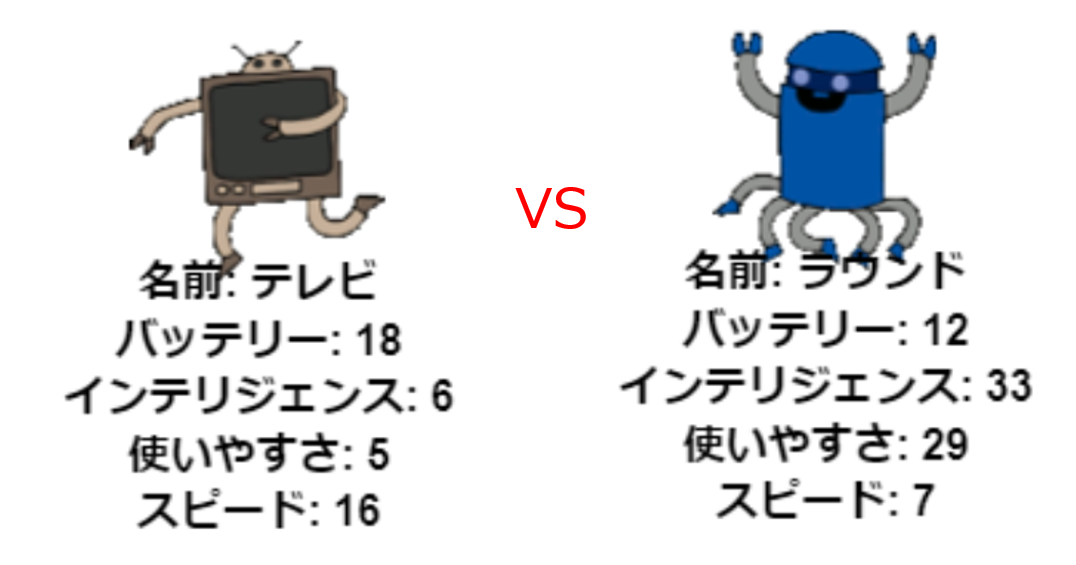 VS
名前: テレビ
バッテリー: 18
インテリジェンス: 6
使いやすさ: 5
スピード: 16
名前: ラウンド
バッテリー: 12
インテリジェンス: 33
使いやすさ: 29
スピード: 7